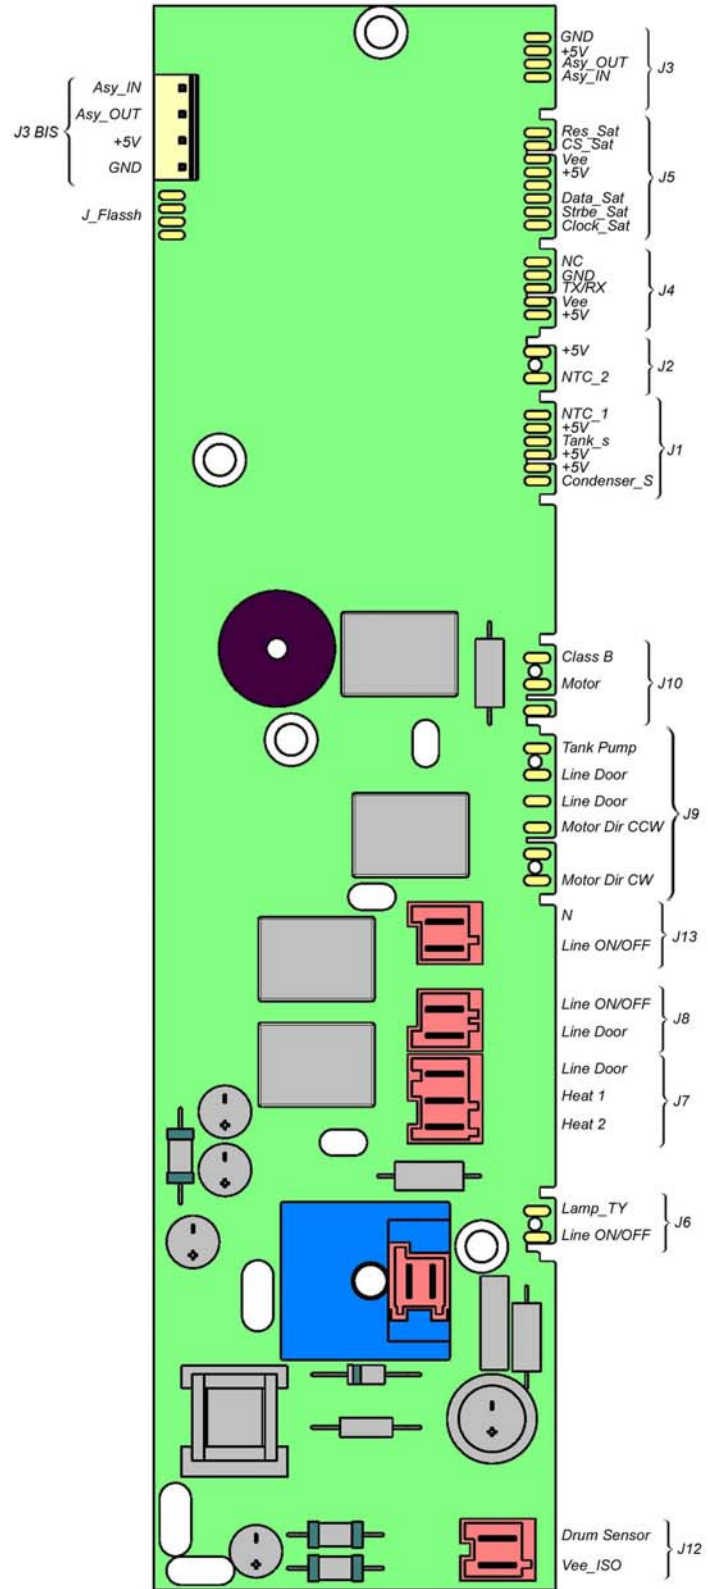 Asy_IN
Asy_OUT
+5V
GND
J3 BIS
J_Flassh
GND
+5V
Asy_OUT
Asy_IN
J3
Res_Sat
CS_Sat
Vee
+5V
Data_Sat
Strbe_Sat
Clock_Sat
J5
NC
GND
TX/RX
Vee
+5V
J4
+5V
NTC_2
J2
NTC_1
+5V
Tank_s
+5V
+5V
Condenser_S
J1
Class B
Motor
J10
Tank Pump
Line Door
Line Door
Motor Dir CCW
Motor Dir CW
J9
N
Line ON/OFF
J13
Line ON/OFF
Line Door
J8
Line Door
Heat 1
Heat 2
J7
Lamp_TY
Line ON/OFF
J6
Drum Sensor
Vee_ISO
J12